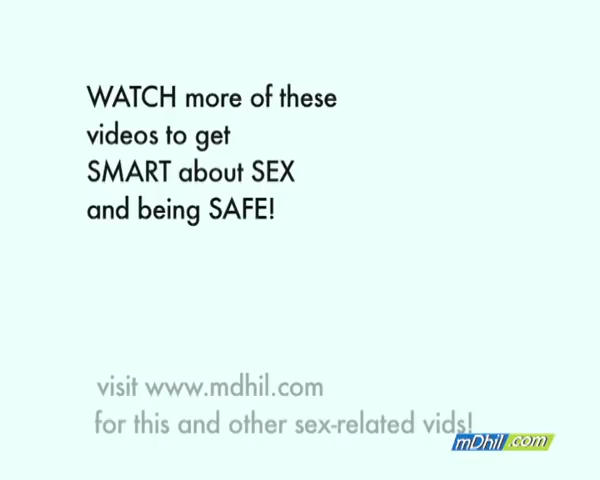 WATCH more of these
videos to get
SMART about SEX
and being SAFE!
visit www.mdhil.com
for this and other sex-related vids!
mDhil.com